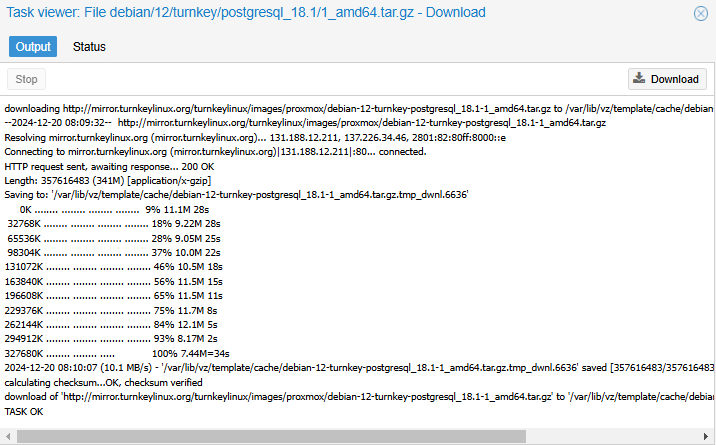 Task viewer: File debian/12/turnkey/postgresql_18.1/1_amd64.tar.gz - Download
Output Status
Stop Download
downloading http://mirror.turnkeylinux.org/turnkeylinux/images/proxmox/debian-12-turnkey-postgresql_18.1-1_amd64.tar.gz to /var/lib/vz/template/cache/debian
--2024-12-20 08:09:32-- http://mirror.turnkeylinux.org/turnkeylinux/images/proxmox/debian-12-turnkey-postgresql_18.1-1_amd64.tar.gz
Resolving mirror.turnkeylinux.org (mirror.turnkeylinux.org)... 131.188.12.211, 137.226.34.46, 2801:82:80ff:8000::e
Connecting to mirror.turnkeylinux.org (mirror.turnkeylinux.org)|131.188.12.211|:80... connected.
HTTP request sent, awaiting response... 200 OK
Length: 357616483 (341M) [application/x-gzip]
Saving to: '/var/lib/vz/template/cache/debian-12-turnkey-postgresql_18.1-1_amd64.tar.gz.tmp_dwnl.6636'
0K ........ ........ ........ ........ 9% 11.1M 28s
32768K ........ ........ ........ ........ 18% 9.22M 28s
65536K ........ ........ ........ ........ 28% 9.05M 25s
98304K ........ ........ ........ ........ 37% 10.0M 22s
131072K ........ ........ ........ ........ 46% 10.5M 18s
163840K ........ ........ ........ ........ 56% 11.5M 15s
196608K ........ ........ ........ ........ 65% 11.5M 11s
229376K ........ ........ ........ ........ 75% 11.7M 8s
262144K ........ ........ ........ ........ 84% 12.1M 5s
294912K ........ ........ ........ ........ 93% 8.17M 2s
327680K ........ ........ ..... 100% 7.44M=34s
2024-12-20 08:10:07 (10.1 MB/s) - '/var/lib/vz/template/cache/debian-12-turnkey-postgresql_18.1-1_amd64.tar.gz.tmp_dwnl.6636' saved [357616483/357616483
calculating checksum...OK, checksum verified
download of 'http://mirror.turnkeylinux.org/turnkeylinux/images/proxmox/debian-12-turnkey-postgresql_18.1-1_amd64.tar.gz' to '/var/lib/vz/template/cache/debian
TASK OK